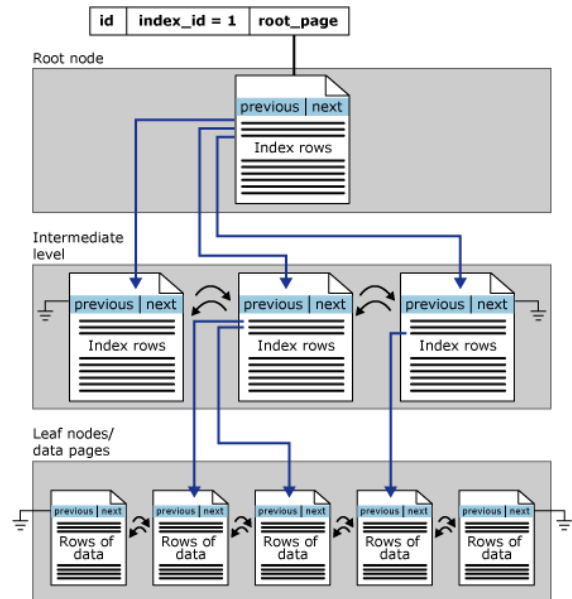 id index_id = 1 root_page
Root node
previous next
Index rows
Intermediate
level
previous next previous next previous next
Index rows Index rows Index rows
Leaf nodes/
data pages
previous next previous next previous next previous next previous next
Rows of Rows of Rows of Rows of Rows of
data data data data data